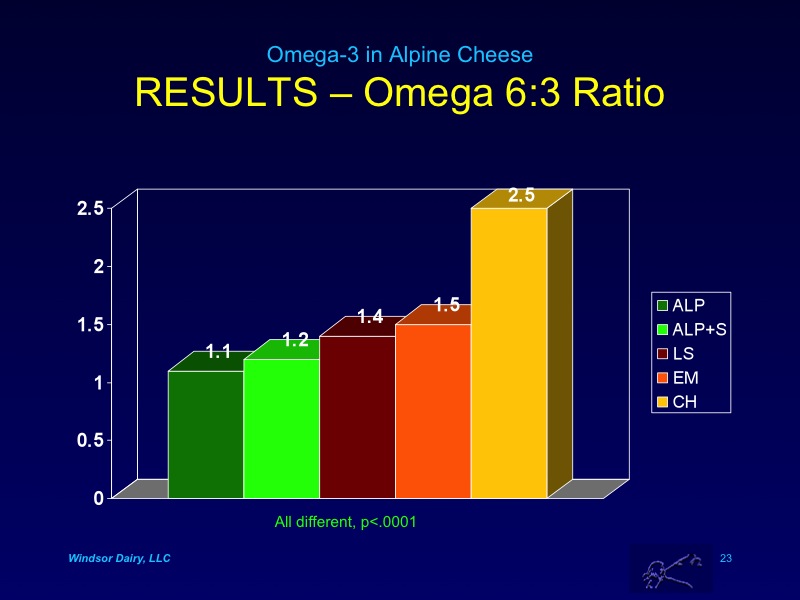 Omega-3 in Alpine Cheese
RESULTS – Omega 6:3 Ratio
2.5
2
1.5
1
0.5
0
1.1
1.2
1.4
1.5
2.5
ALP
ALP+S
LS
EM
CH
All different, p<.0001
Windsor Dairy, LLC
23